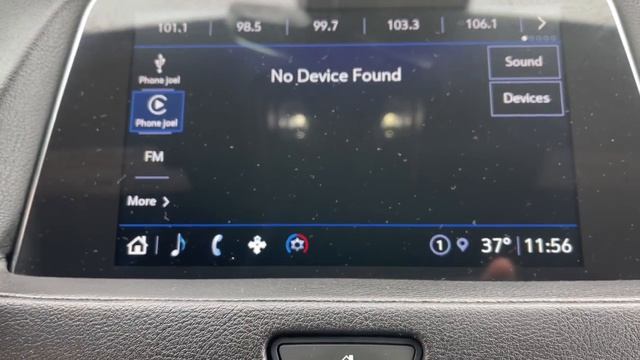 101.1 98.5 99.7 103.3 106.1
Phone joel
No Device Found
Sound
Phone joel
Devices
FM
More
1 37° 11:56